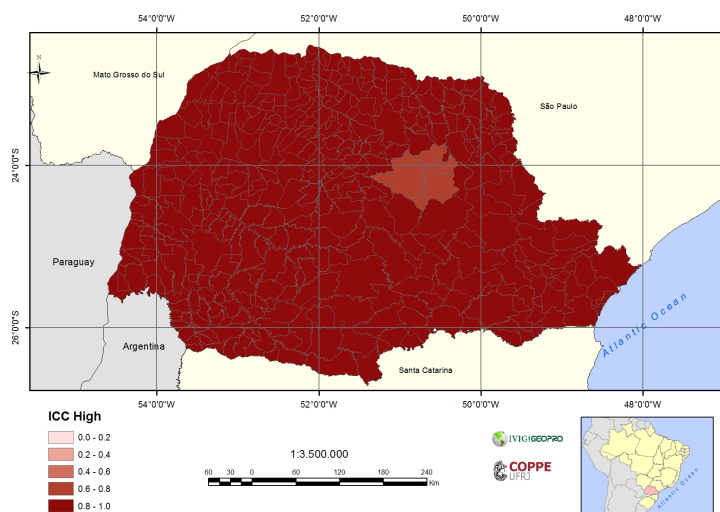 54°0'0"W 52°0'0"W 50°0'0"W 48°0'0"W
N
Mato Grosso do Sul
São Paulo
24°0'0"S
Paraguay
Atlantic Ocean
26°0'0"S
Argentina
Santa Catarina
54°0'0"W 52°0'0"W 50°0'0"W 48°0'0"W
ICC High
0.0 - 0.2
0.2 - 0.4
0.4 - 0.6
0.6 - 0.8
0.8 - 1.0
1:3.500.000
60 30 0 60 120 180 240
Km
IVIG|GEOPRO
COPPE
UFRJ
Atlantic Ocean